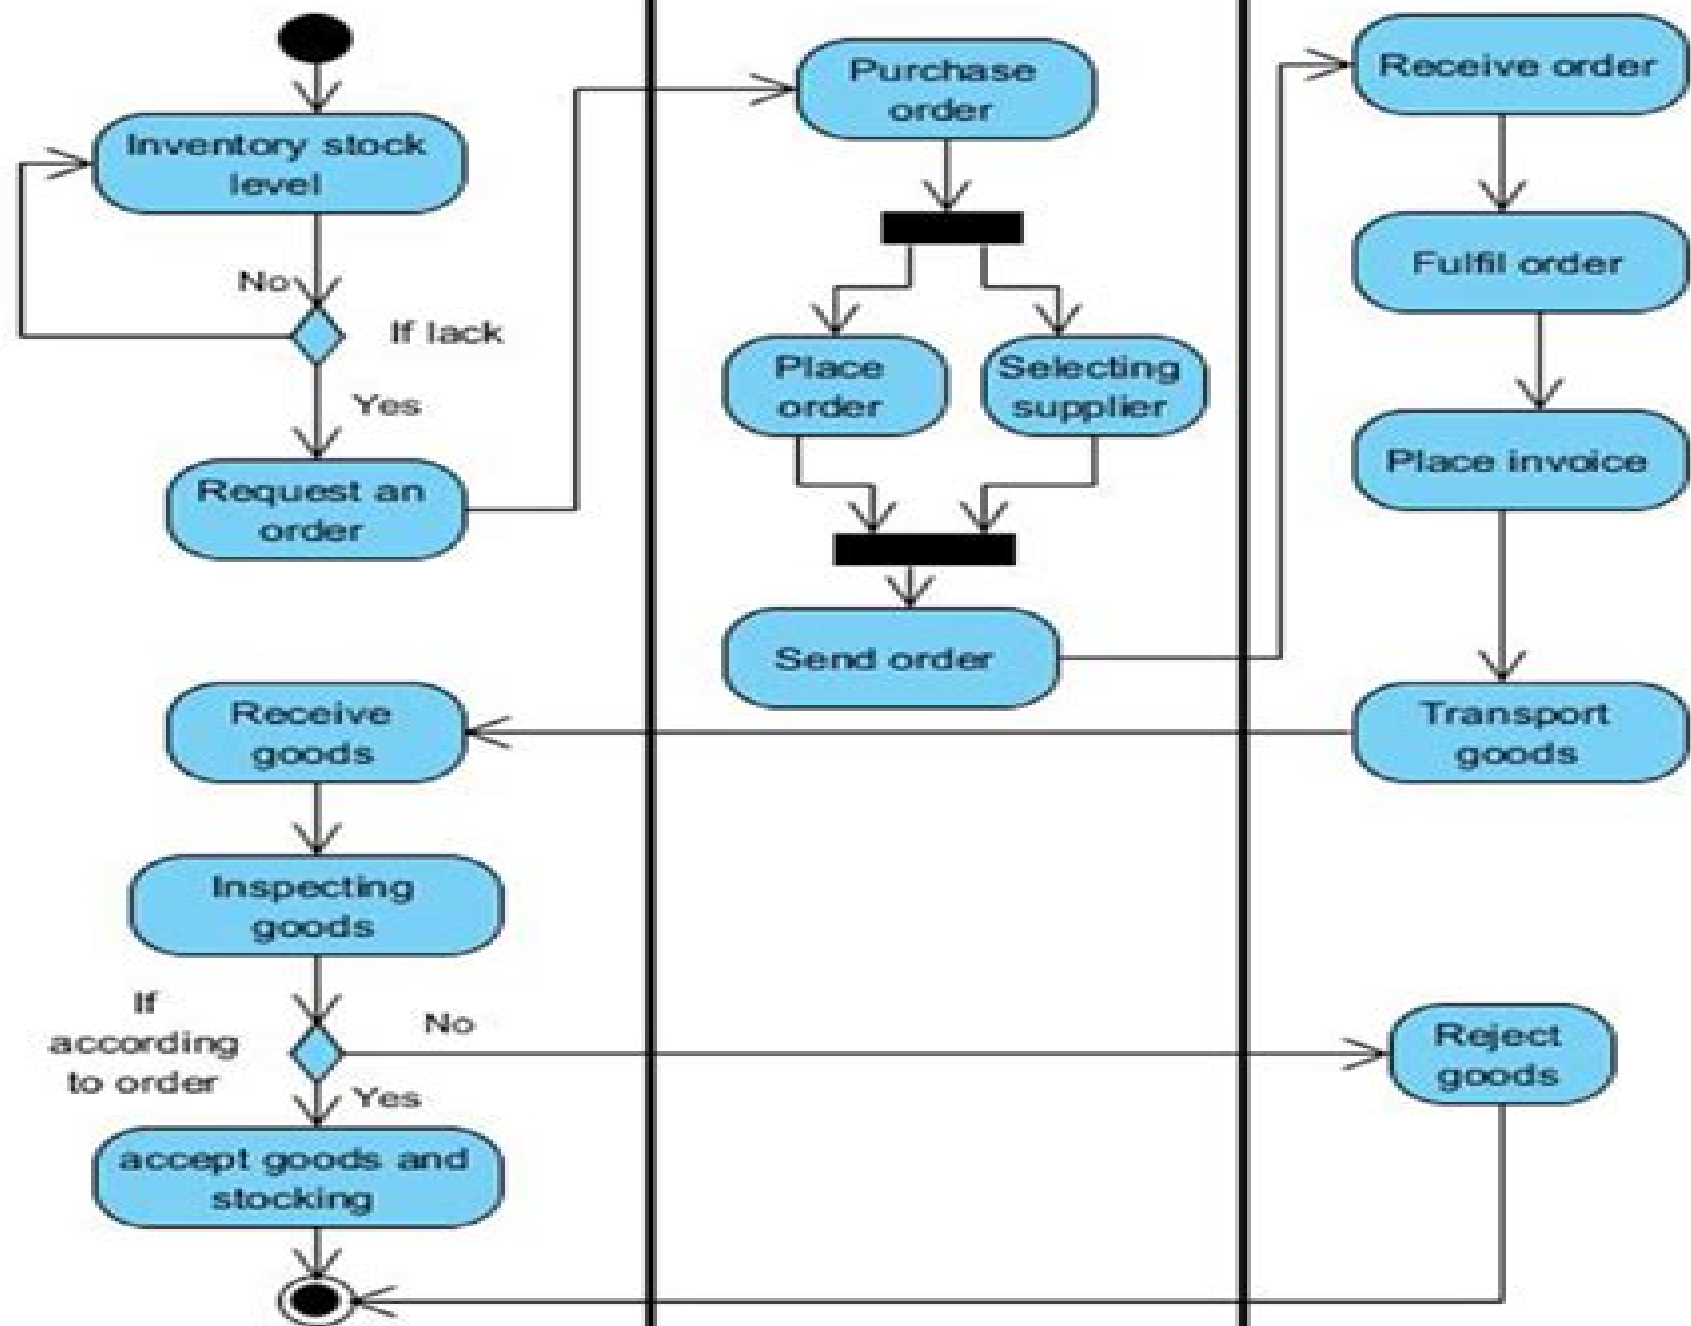 Inventory stock
level
No
If lack
Yes
Request an
order
Purchase
order
Place
order
Selecting
supplier
Send order
Receive order
Fulfil order
Place invoice
Transport
goods
Receive
goods
Inspecting
goods
If
according
to order
No
Yes
Reject
goods
accept goods and
stocking